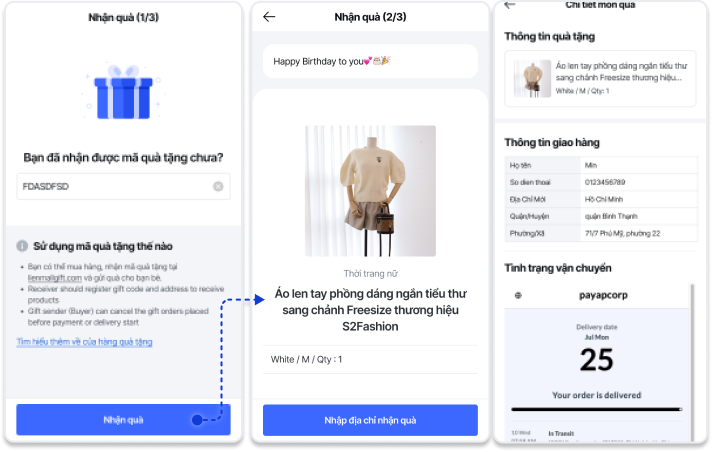 Nhận quà (1/3)
Bạn đã nhận được mã quà tặng chưa?
FDASDFSD
Sử dụng mã quà tặng thế nào
Bạn có thể mua hàng, nhận mã quà tặng tại
lienmallgift.com và gửi quà cho bạn bè.
Receiver should register gift code and address to receive
products
Gift sender (Buyer) can cancel the gift orders placed
before payment or delivery start
Tìm hiểu thêm về cửa hàng quà tặng
Nhận quà
Nhận quà (2/3)
Happy Birthday to you
Thời trang nữ
Áo len tay phồng dáng ngắn tiểu thư
sang chảnh Freesize thương hiệu
S2Fashion
White / M / Qty : 1
Nhập địa chỉ nhận quà
Chi tiết món quà
Thông tin quà tặng
Áo len tay phồng dáng ngắn tiểu thư
sang chảnh Freesize thương hiệu...
White / M / Qty: 1
Thông tin giao hàng
Họ tên Min
So dien thoai 0123456789
Địa Chỉ Mới Hồ Chí Minh
Quận/Huyện quận Bình Thạnh
Phường/Xã 71/7 Phú Mỹ, phường 22
Tình trạng vận chuyển
payapcorp
Delivery date
Jul Mon
25
Your order is delivered
10 Wed In Transit